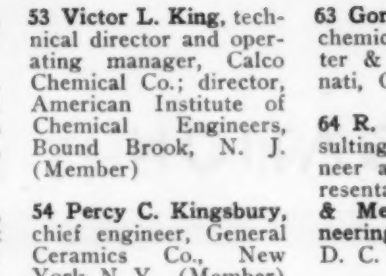 53 Victor L. King, tech-
nical director and oper-
ating manager, Calco
Chemical Co.; director,
American Institute of
Chemical Engineers,
Bound Brook, N. J.
(Member)
54 Percy C. Kingsbury,
chief engineer, General
Ceramics Co., New
York, N. Y. (Member)
63 Gor
chemic
ter &
nati,
64 R.
sulting
neer a
resenta
& Me
neering
D. C.